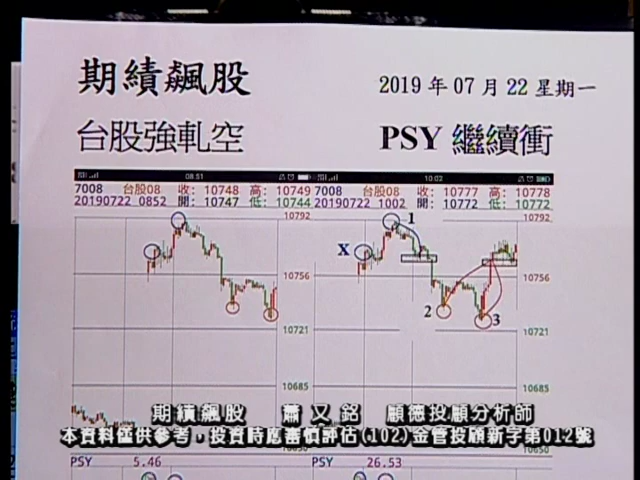 期績飆股
2019 年 07 月 22 星期一
台股強軋空
PSY 繼續衝
08:51
10:02
7008 台股08 收: 10748 高: 10749
20190722 0852 開: 10747 低: 10744
7008 台股08 收: 10777 高: 10778
20190722 1002 開: 10772 低: 10772
10792
10792
1
X
10756
10756
2
3
10721
10721
10685
10685
期績飆股 蕭又銘 顧德投顧分析師
本資料僅供參考，投資時應審慎評估(102)金管投顧新字第012號
10650
PSY 5.46
PSY 26.53